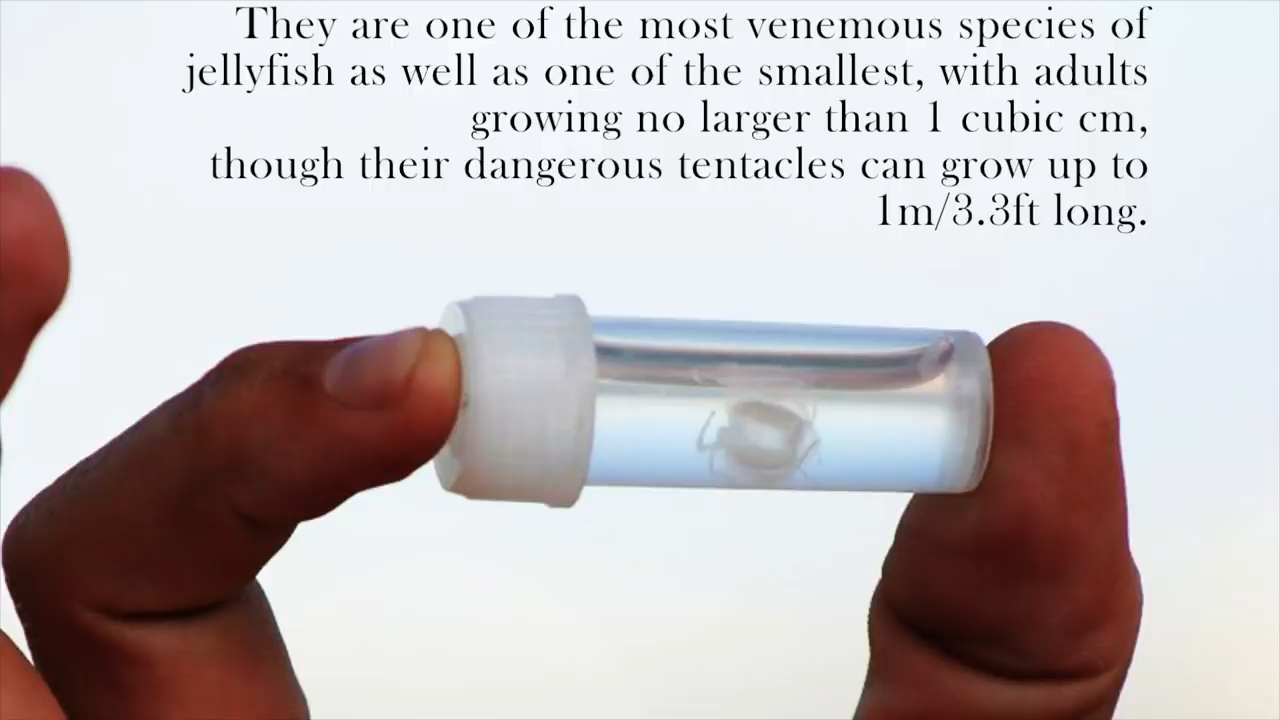 They are one of the most venemous species of
jellyfish as well as one of the smallest, with adults
growing no larger than 1 cubic cm,
though their dangerous tentacles can grow up to
1m/3.3ft long.